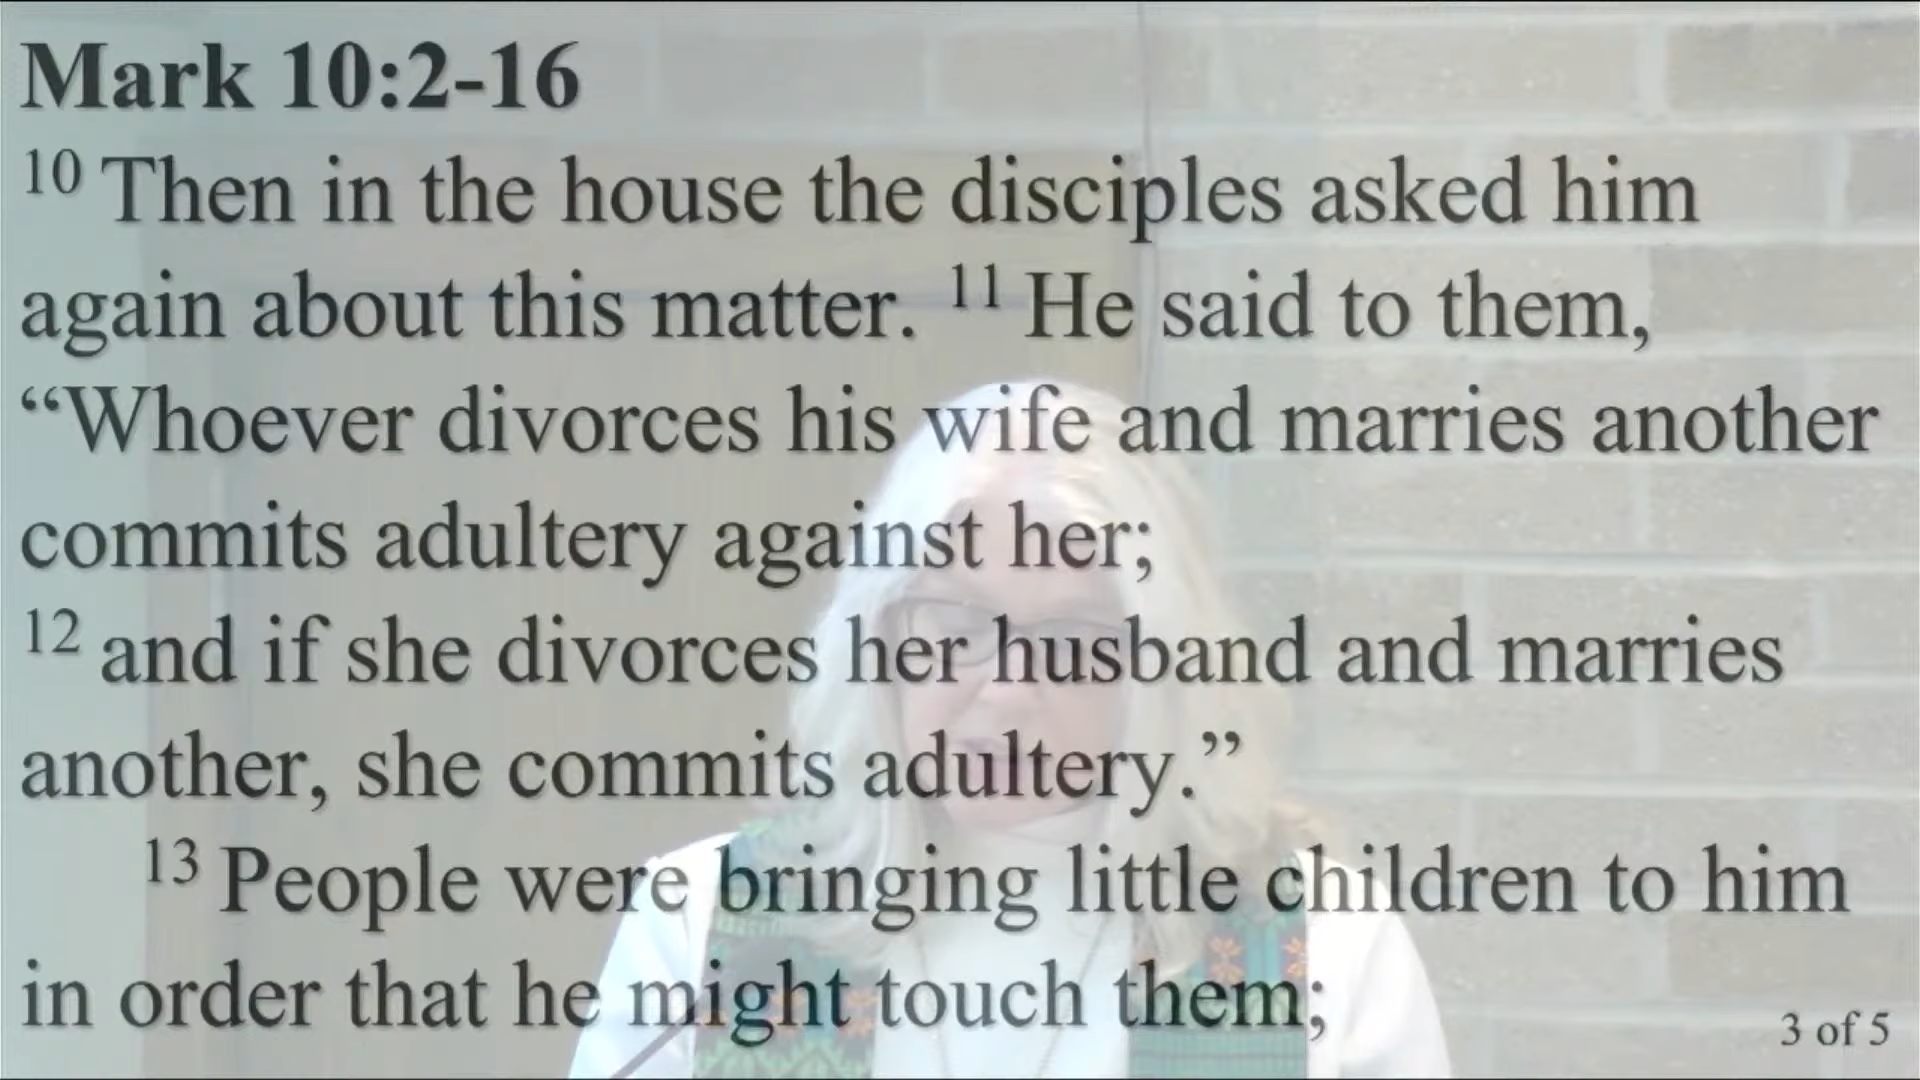 Mark 10:2-16
10 Then in the house the disciples asked him
again about this matter. 11 He said to them,
“Whoever divorces his wife and marries another
commits adultery against her;
12 and if she divorces her husband and marries
another, she commits adultery.”
13 People were bringing little children to him
in order that he might touch them;
3 of 5